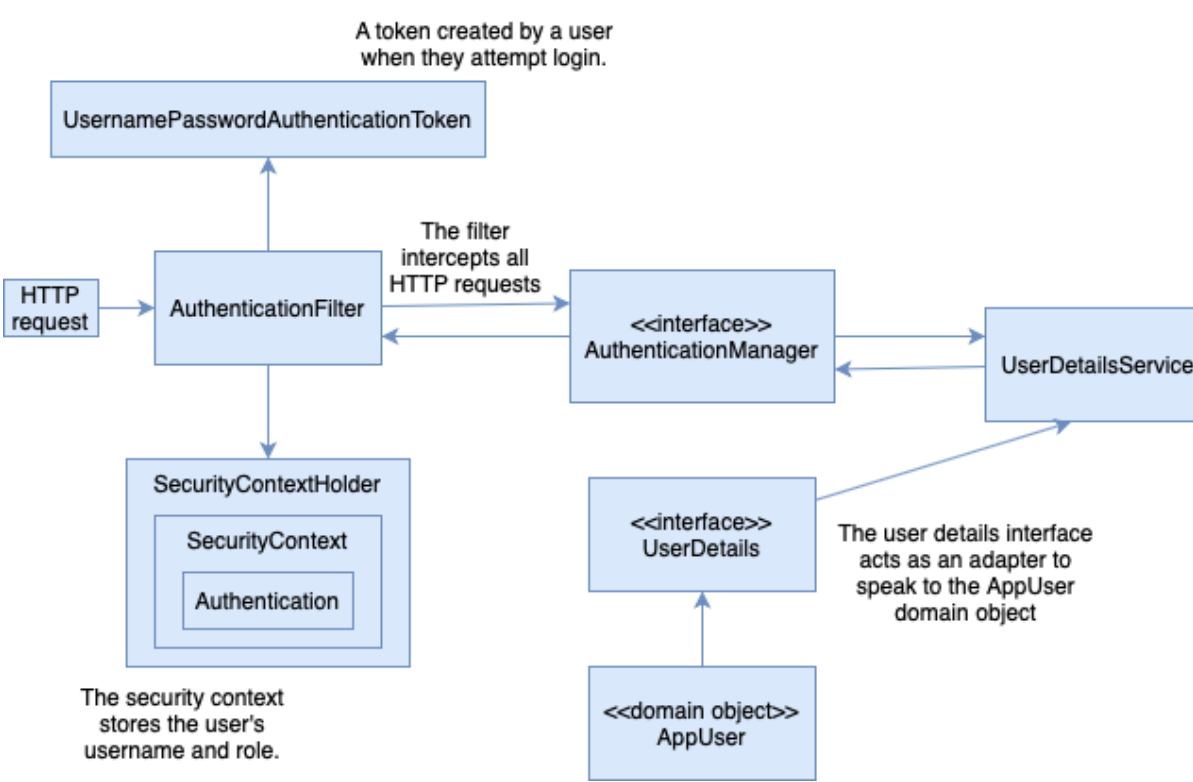 A token created by a user
when they attempt login.
UsernamePasswordAuthenticationToken
The filter
intercepts all
HTTP requests
HTTP
request
AuthenticationFilter
<<interface>>
AuthenticationManager
UserDetailsService
SecurityContextHolder
SecurityContext
Authentication
<<interface>>
UserDetails
The user details interface
acts as an adapter to
speak to the AppUser
domain object
The security context
stores the user's
username and role.
<<domain object>>
AppUser